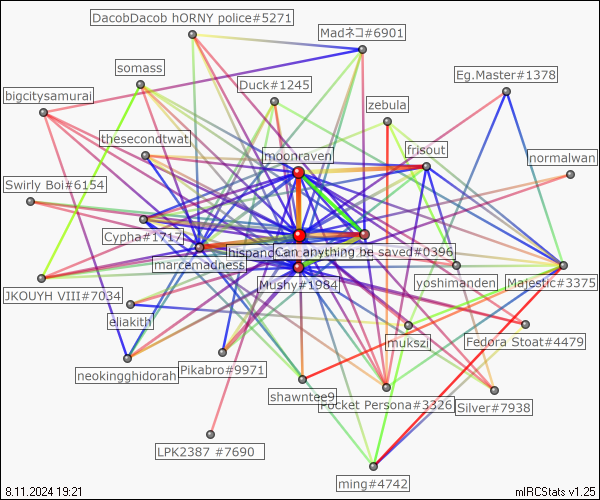 DacobDacob hORNY police#5271
Madネコ#6901
somass
Duck#1245
Eg.Master#1378
bigcitysamurai
zebula
thesecondtwat
moonraven
frisout
normalwan
Swirly Boi#6154
Cypha#1717
hispano
Can anything be saved#0396
marcemadness
yoshimanden
Majestic#3375
Mushy#1984
JKOUYH VIII#7034
eliakith
mukszi
Fedora Stoat#4479
neokingghidorah
Pikabro#9971
shawntee9
Pocket Persona#3326
Silver#7938
LPK2387 #7690
ming#4742
8.11.2024 19:21
mIRCStats v1.25